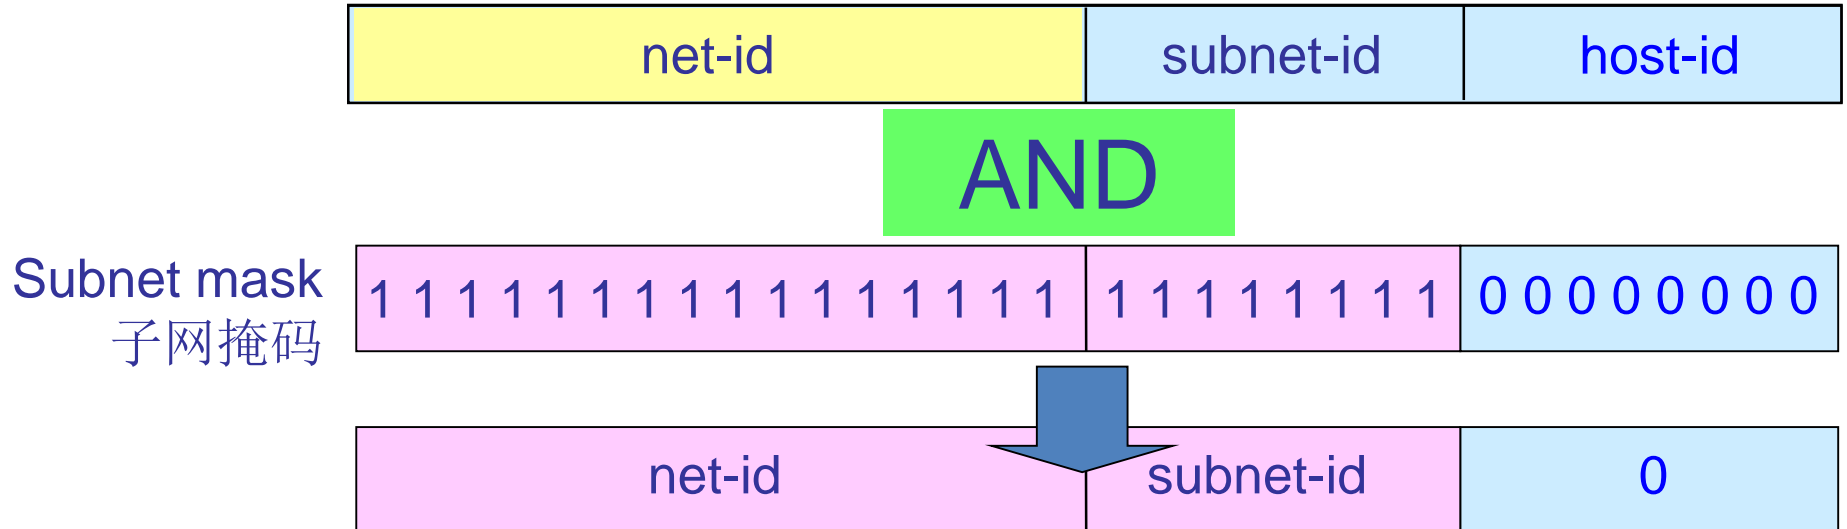 net-id subnet-id host-id
AND
Subnet mask 1 1 1 1 1 1 1 1 1 1 1 1 1 1 1 1 1 1 1 1 1 1 1 1 0 0 0 0 0 0 0 0
子网掩码
net-id subnet-id 0